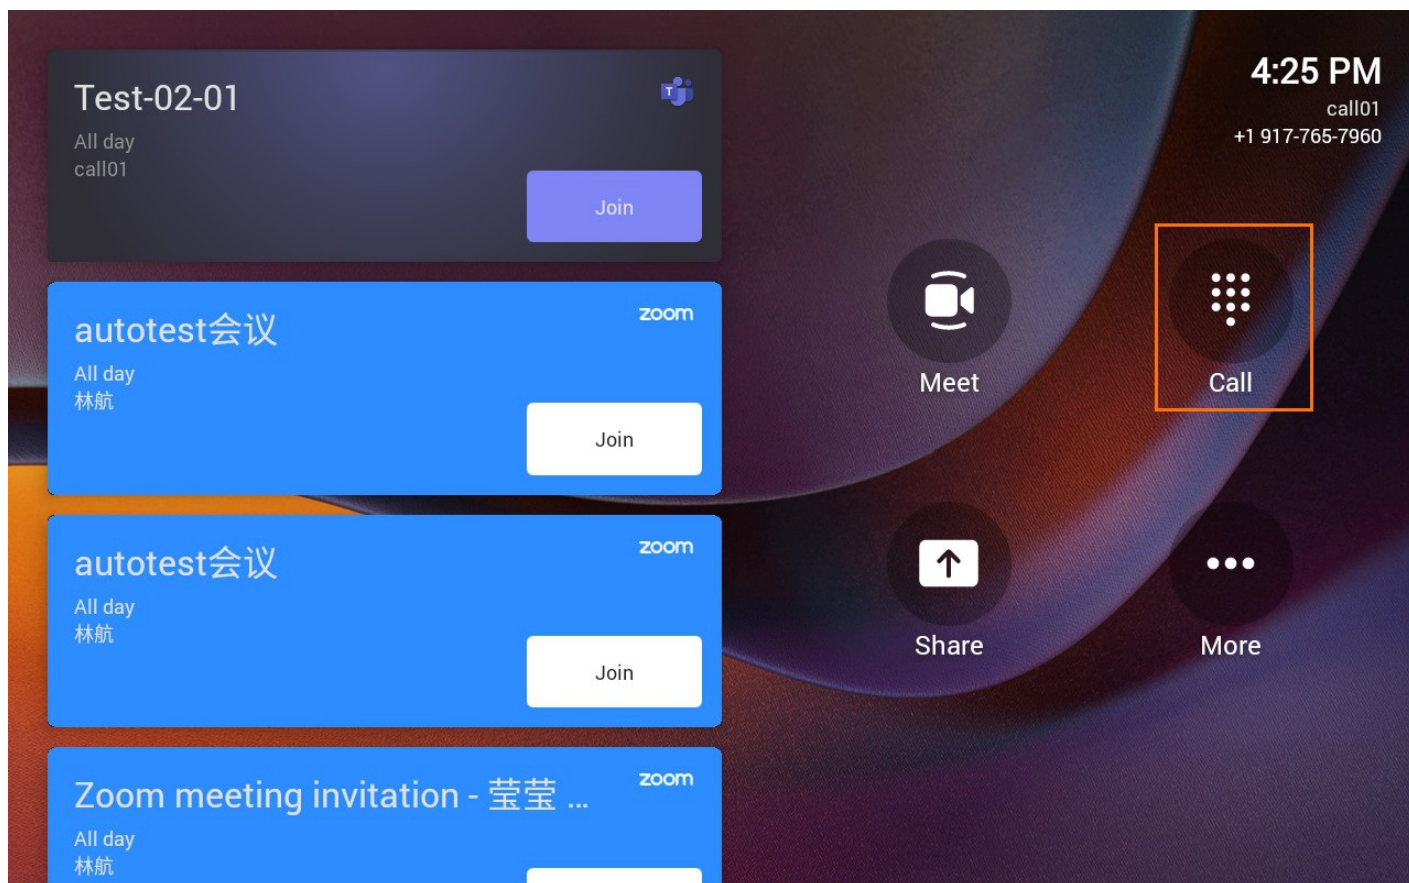 Test-02-01
All day
call01
Join
autotest会议
zoom
All day
林航
Join
autotest会议
zoom
All day
林航
Join
Zoom meeting invitation - 莹莹 ...
zoom
All day
林航
4:25 PM
call01
+1 917-765-7960
Meet
Call
Share
More